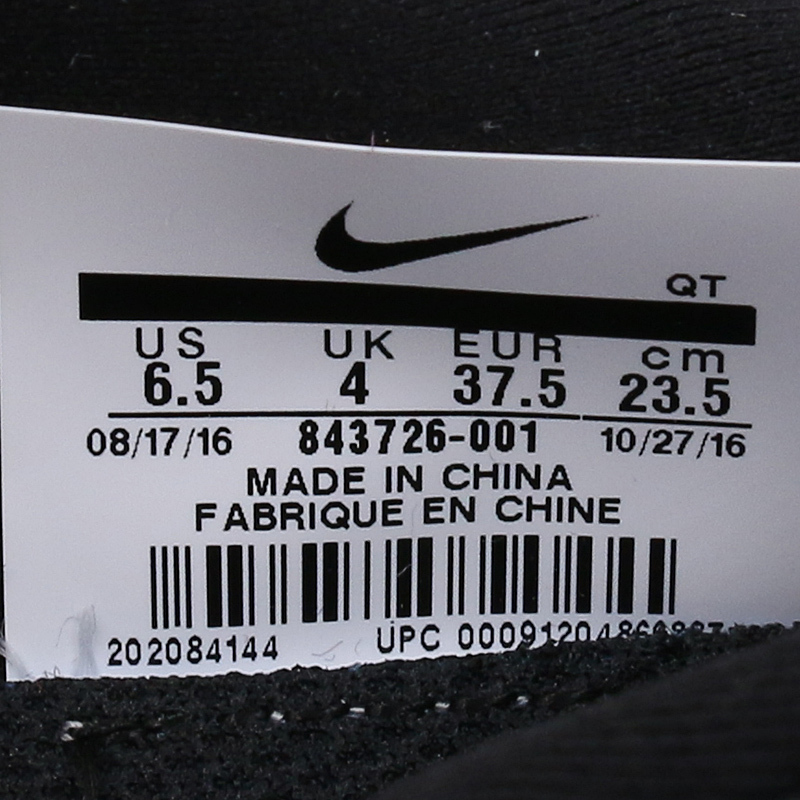 QT
US UK EUR cm
6.5 4 37.5 23.5
08/17/16 843726-001 10/27/16
MADE IN CHINA
FABRIQUE EN CHINE
202084144 UPC